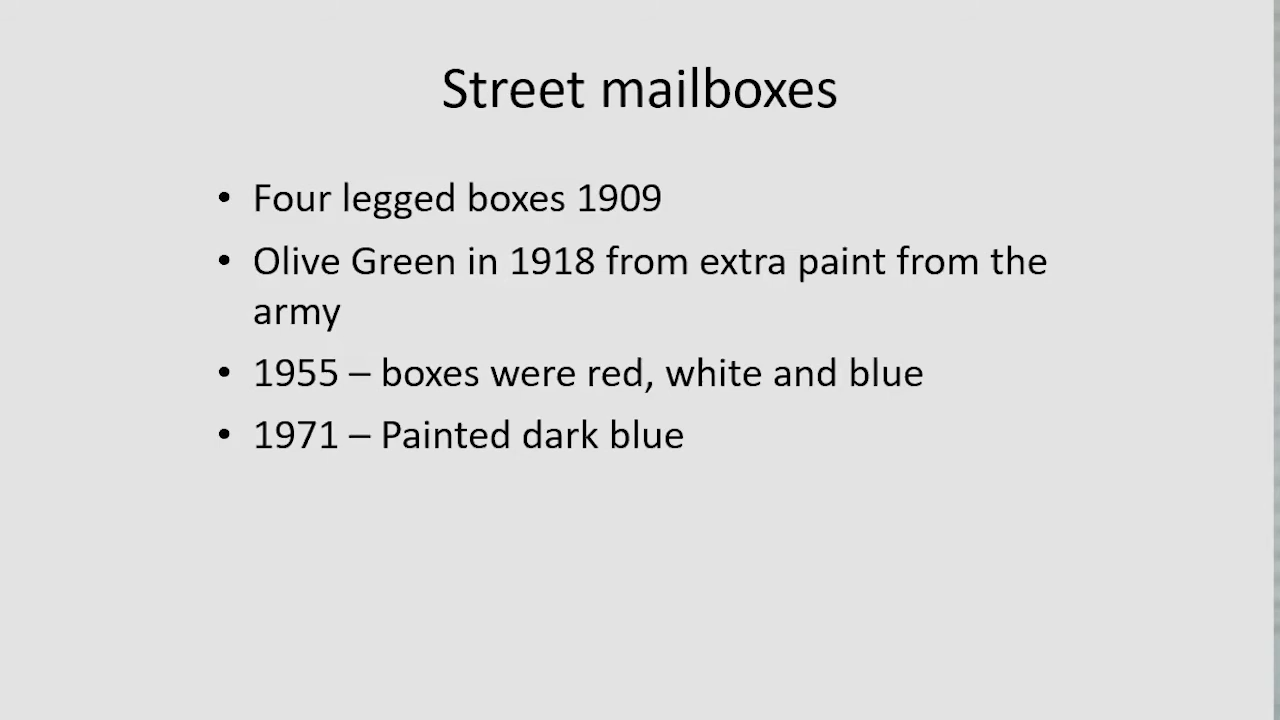 Street mailboxes
• Four legged boxes 1909
• Olive Green in 1918 from extra paint from the
army
• 1955 – boxes were red, white and blue
• 1971 – Painted dark blue